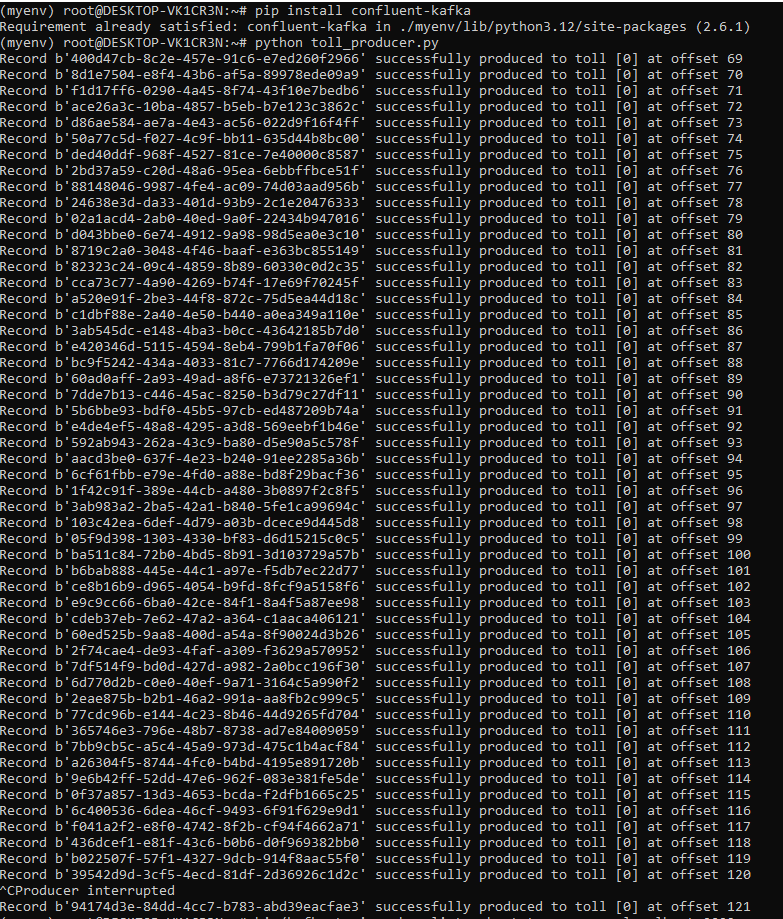 (myenv) root@DESKTOP-VK1CR3N:~# pip install confluent-kafka
Requirement already satisfied: confluent-kafka in ./myenv/lib/python3.12/site-packages (2.6.1)
(myenv) root@DESKTOP-VK1CR3N:~# python toll_producer.py
Record b'400d47cb-8c2e-457e-91c6-e7ed260f2966' successfully produced to toll [0] at offset 69
Record b'8d1e7504-e8f4-43b6-af5a-89978ede09a9' successfully produced to toll [0] at offset 70
Record b'f1d17ff6-0290-4a45-8f74-43f10e7bedb6' successfully produced to toll [0] at offset 71
Record b'ace26a3c-10ba-4857-b5eb-b7e123c3862c' successfully produced to toll [0] at offset 72
Record b'd86ae584-ae7a-4e43-ac56-022d9f16f4ff' successfully produced to toll [0] at offset 73
Record b'50a77c5d-f027-4c9f-bb11-635d44b8bc00' successfully produced to toll [0] at offset 74
Record b'ded40ddf-968f-4527-81ce-7e40000c8587' successfully produced to toll [0] at offset 75
Record b'2bd37a59-c20d-48a6-95ea-6ebbffbce51f' successfully produced to toll [0] at offset 76
Record b'88148046-9987-4fe4-ac09-74d03aad956b' successfully produced to toll [0] at offset 77
Record b'24638e3d-da33-401d-93b9-2c1e20476333' successfully produced to toll [0] at offset 78
Record b'02a1acd4-2ab0-40ed-9a0f-22434b947016' successfully produced to toll [0] at offset 79
Record b'd043bbe0-6e74-4912-9a98-98d5ea0e3c10' successfully produced to toll [0] at offset 80
Record b'8719c2a0-3048-4f46-baaf-e363bc855149' successfully produced to toll [0] at offset 81
Record b'82323c24-09c4-4859-8b89-60330c0d2c35' successfully produced to toll [0] at offset 82
Record b'cca73c77-4a90-4269-b74f-17e69f70245f' successfully produced to toll [0] at offset 83
Record b'a520e91f-2be3-44f8-872c-75d5ea44d18c' successfully produced to toll [0] at offset 84
Record b'c1dbf88e-2a40-4e50-b440-a0ea349a110e' successfully produced to toll [0] at offset 85
Record b'3ab545dc-e148-4ba3-b0cc-43642185b7d0' successfully produced to toll [0] at offset 86
Record b'e420346d-5115-4594-8eb4-799b1fa70f06' successfully produced to toll [0] at offset 87
Record b'bc9f5242-434a-4033-81c7-7766d174209e' successfully produced to toll [0] at offset 88
Record b'60ad0aff-2a93-49ad-a8f6-e73721326ef1' successfully produced to toll [0] at offset 89
Record b'7dde7b13-c446-45ac-8250-b3d79c27df11' successfully produced to toll [0] at offset 90
Record b'5b6bbe93-bdf0-45b5-97cb-ed487209b74a' successfully produced to toll [0] at offset 91
Record b'e4de4ef5-48a8-4295-a3d8-569eebf1b46e' successfully produced to toll [0] at offset 92
Record b'592ab943-262a-43c9-ba80-d5e90a5c578f' successfully produced to toll [0] at offset 93
Record b'aacd3be0-637f-4e23-b240-91ee2285a36b' successfully produced to toll [0] at offset 94
Record b'6cf61fbb-e79e-4fd0-a88e-bd8f29bacf36' successfully produced to toll [0] at offset 95
Record b'1f42c91f-389e-44cb-a480-3b0897f2c8f5' successfully produced to toll [0] at offset 96
Record b'3ab983a2-2ba5-42a1-b840-5fe1ca99694c' successfully produced to toll [0] at offset 97
Record b'103c42ea-6def-4d79-a03b-dcece9d445d8' successfully produced to toll [0] at offset 98
Record b'05f9d398-1303-4330-bf83-d6d15215c0c5' successfully produced to toll [0] at offset 99
Record b'ba511c84-72b0-4bd5-8b91-3d103729a57b' successfully produced to toll [0] at offset 100
Record b'b6bab888-445e-44c1-a97e-f5db7ec22d77' successfully produced to toll [0] at offset 101
Record b'ce8b16b9-d965-4054-b9fd-8fcf9a5158f6' successfully produced to toll [0] at offset 102
Record b'e9c9cc66-6ba0-42ce-84f1-8a4f5a87ee98' successfully produced to toll [0] at offset 103
Record b'cdeb37eb-7e62-47a2-a364-c1aaca406121' successfully produced to toll [0] at offset 104
Record b'60ed525b-9aa8-400d-a54a-8f90024d3b26' successfully produced to toll [0] at offset 105
Record b'2f74cae4-de93-4faf-a309-f3629a570952' successfully produced to toll [0] at offset 106
Record b'7df514f9-bd0d-427d-a982-2a0bcc196f30' successfully produced to toll [0] at offset 107
Record b'6d770d2b-c0e0-40ef-9a71-3164c5a990f2' successfully produced to toll [0] at offset 108
Record b'2eae875b-b2b1-46a2-991a-aa8fb2c999c5' successfully produced to toll [0] at offset 109
Record b'77cdc96b-e144-4c23-8b46-44d9265fd704' successfully produced to toll [0] at offset 110
Record b'365746e3-796e-48b7-8738-ad7e84009059' successfully produced to toll [0] at offset 111
Record b'7bb9cb5c-a5c4-45a9-973d-475c1b4acf84' successfully produced to toll [0] at offset 112
Record b'a26304f5-8744-4fc0-b4bd-4195e891720b' successfully produced to toll [0] at offset 113
Record b'9e6b42ff-52dd-47e6-962f-083e381fe5de' successfully produced to toll [0] at offset 114
Record b'0f37a857-13d3-4653-bcda-f2dfb1665c25' successfully produced to toll [0] at offset 115
Record b'6c400536-6dea-46cf-9493-6f91f629e9d1' successfully produced to toll [0] at offset 116
Record b'f041a2f2-e8f0-4742-8f2b-cf94f4662a71' successfully produced to toll [0] at offset 117
Record b'436dcef1-e81f-43c6-b0b6-d0f969382bb0' successfully produced to toll [0] at offset 118
Record b'b022507f-57f1-4327-9dcb-914f8aac55f0' successfully produced to toll [0] at offset 119
Record b'39542d9d-3cf5-4ecd-81df-2d36926c1d2c' successfully produced to toll [0] at offset 120
^CProducer interrupted
Record b'94174d3e-84dd-4cc7-b783-abd39eacfae3' successfully produced to toll [0] at offset 121